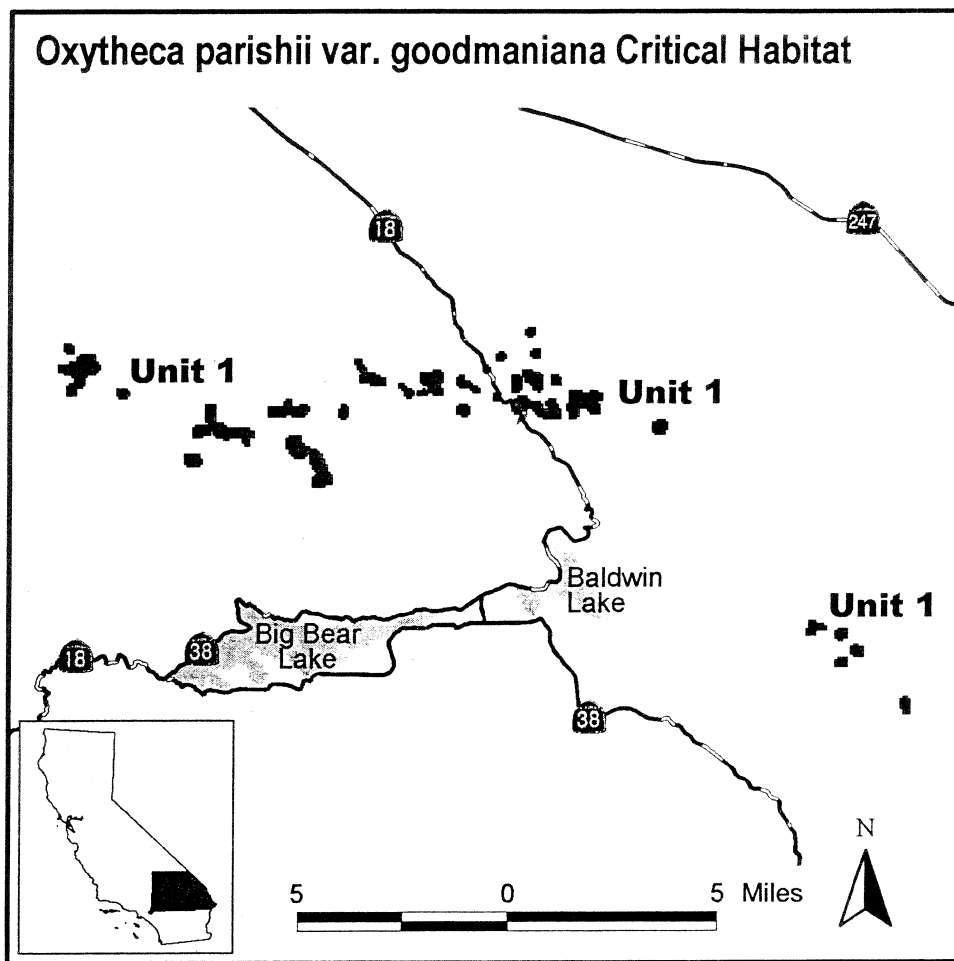 Oxytheca parishii var. goodmaniana Critical Habitat
18
247
Unit 1
Unit 1
Baldwin
Lake
Unit 1
Big Bear
Lake
18
38
38
N
5 0 5 Miles